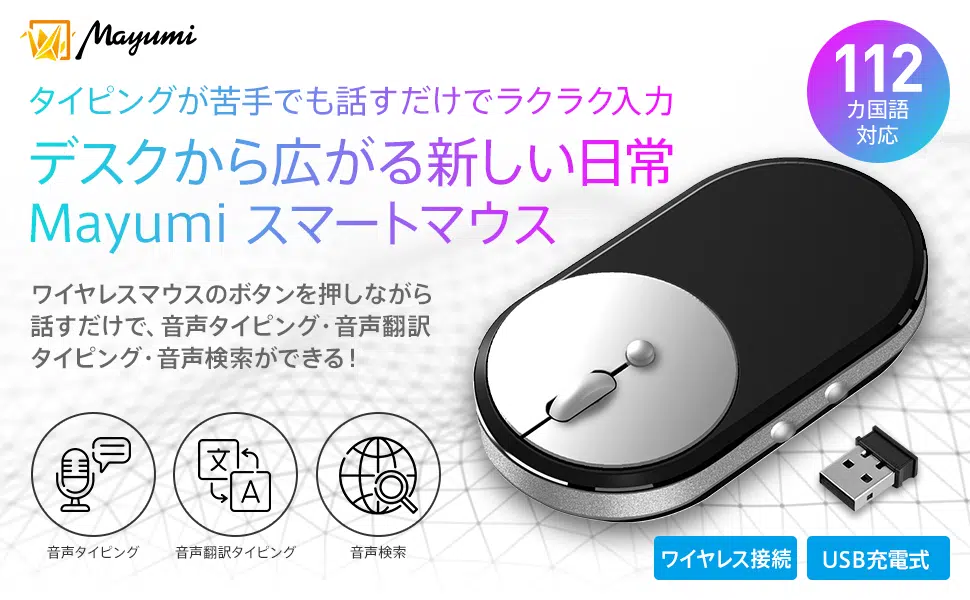 Mayumi
112
カ国語
対応
タイピングが苦手でも話すだけでラクラク入力
デスクから広がる新しい日常
Mayumi スマートマウス
ワイヤレスマウスのボタンを押しながら
話すだけで、音声タイピング・音声翻訳
タイピング・音声検索ができる！
文
A
音声タイピング
音声翻訳タイピング
音声検索
ワイヤレス接続
USB充電式